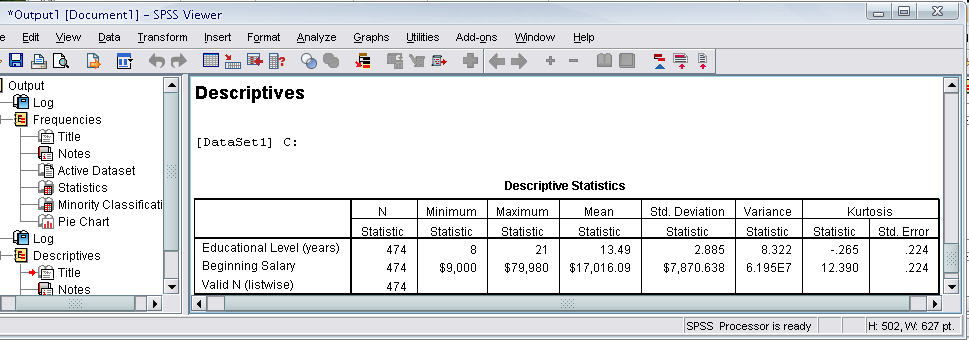 *Output1 [Document1] - SPSS Viewer
e Edit View Data Transform Insert Format Analyze Graphs Utilities Add-ons Window Help
Output
Log
Frequencies
Title
Notes
Active Dataset
Statistics
Minority Classificati
Pie Chart
Log
Descriptives
Title
Notes
Descriptives
[DataSet1] C:
Descriptive Statistics
N Minimum Maximum Mean Std. Deviation Variance Kurtosis
Statistic Statistic Statistic Statistic Statistic Statistic Statistic Std. Error
Educational Level (years) 474 8 21 13.49 2.885 8.322 -.265 .224
Beginning Salary 474 $9,000 $79,980 $17,016.09 $7,870.638 6.195E7 12.390 .224
Valid N (listwise) 474
SPSS Processor is ready H: 502, W: 627 pt.